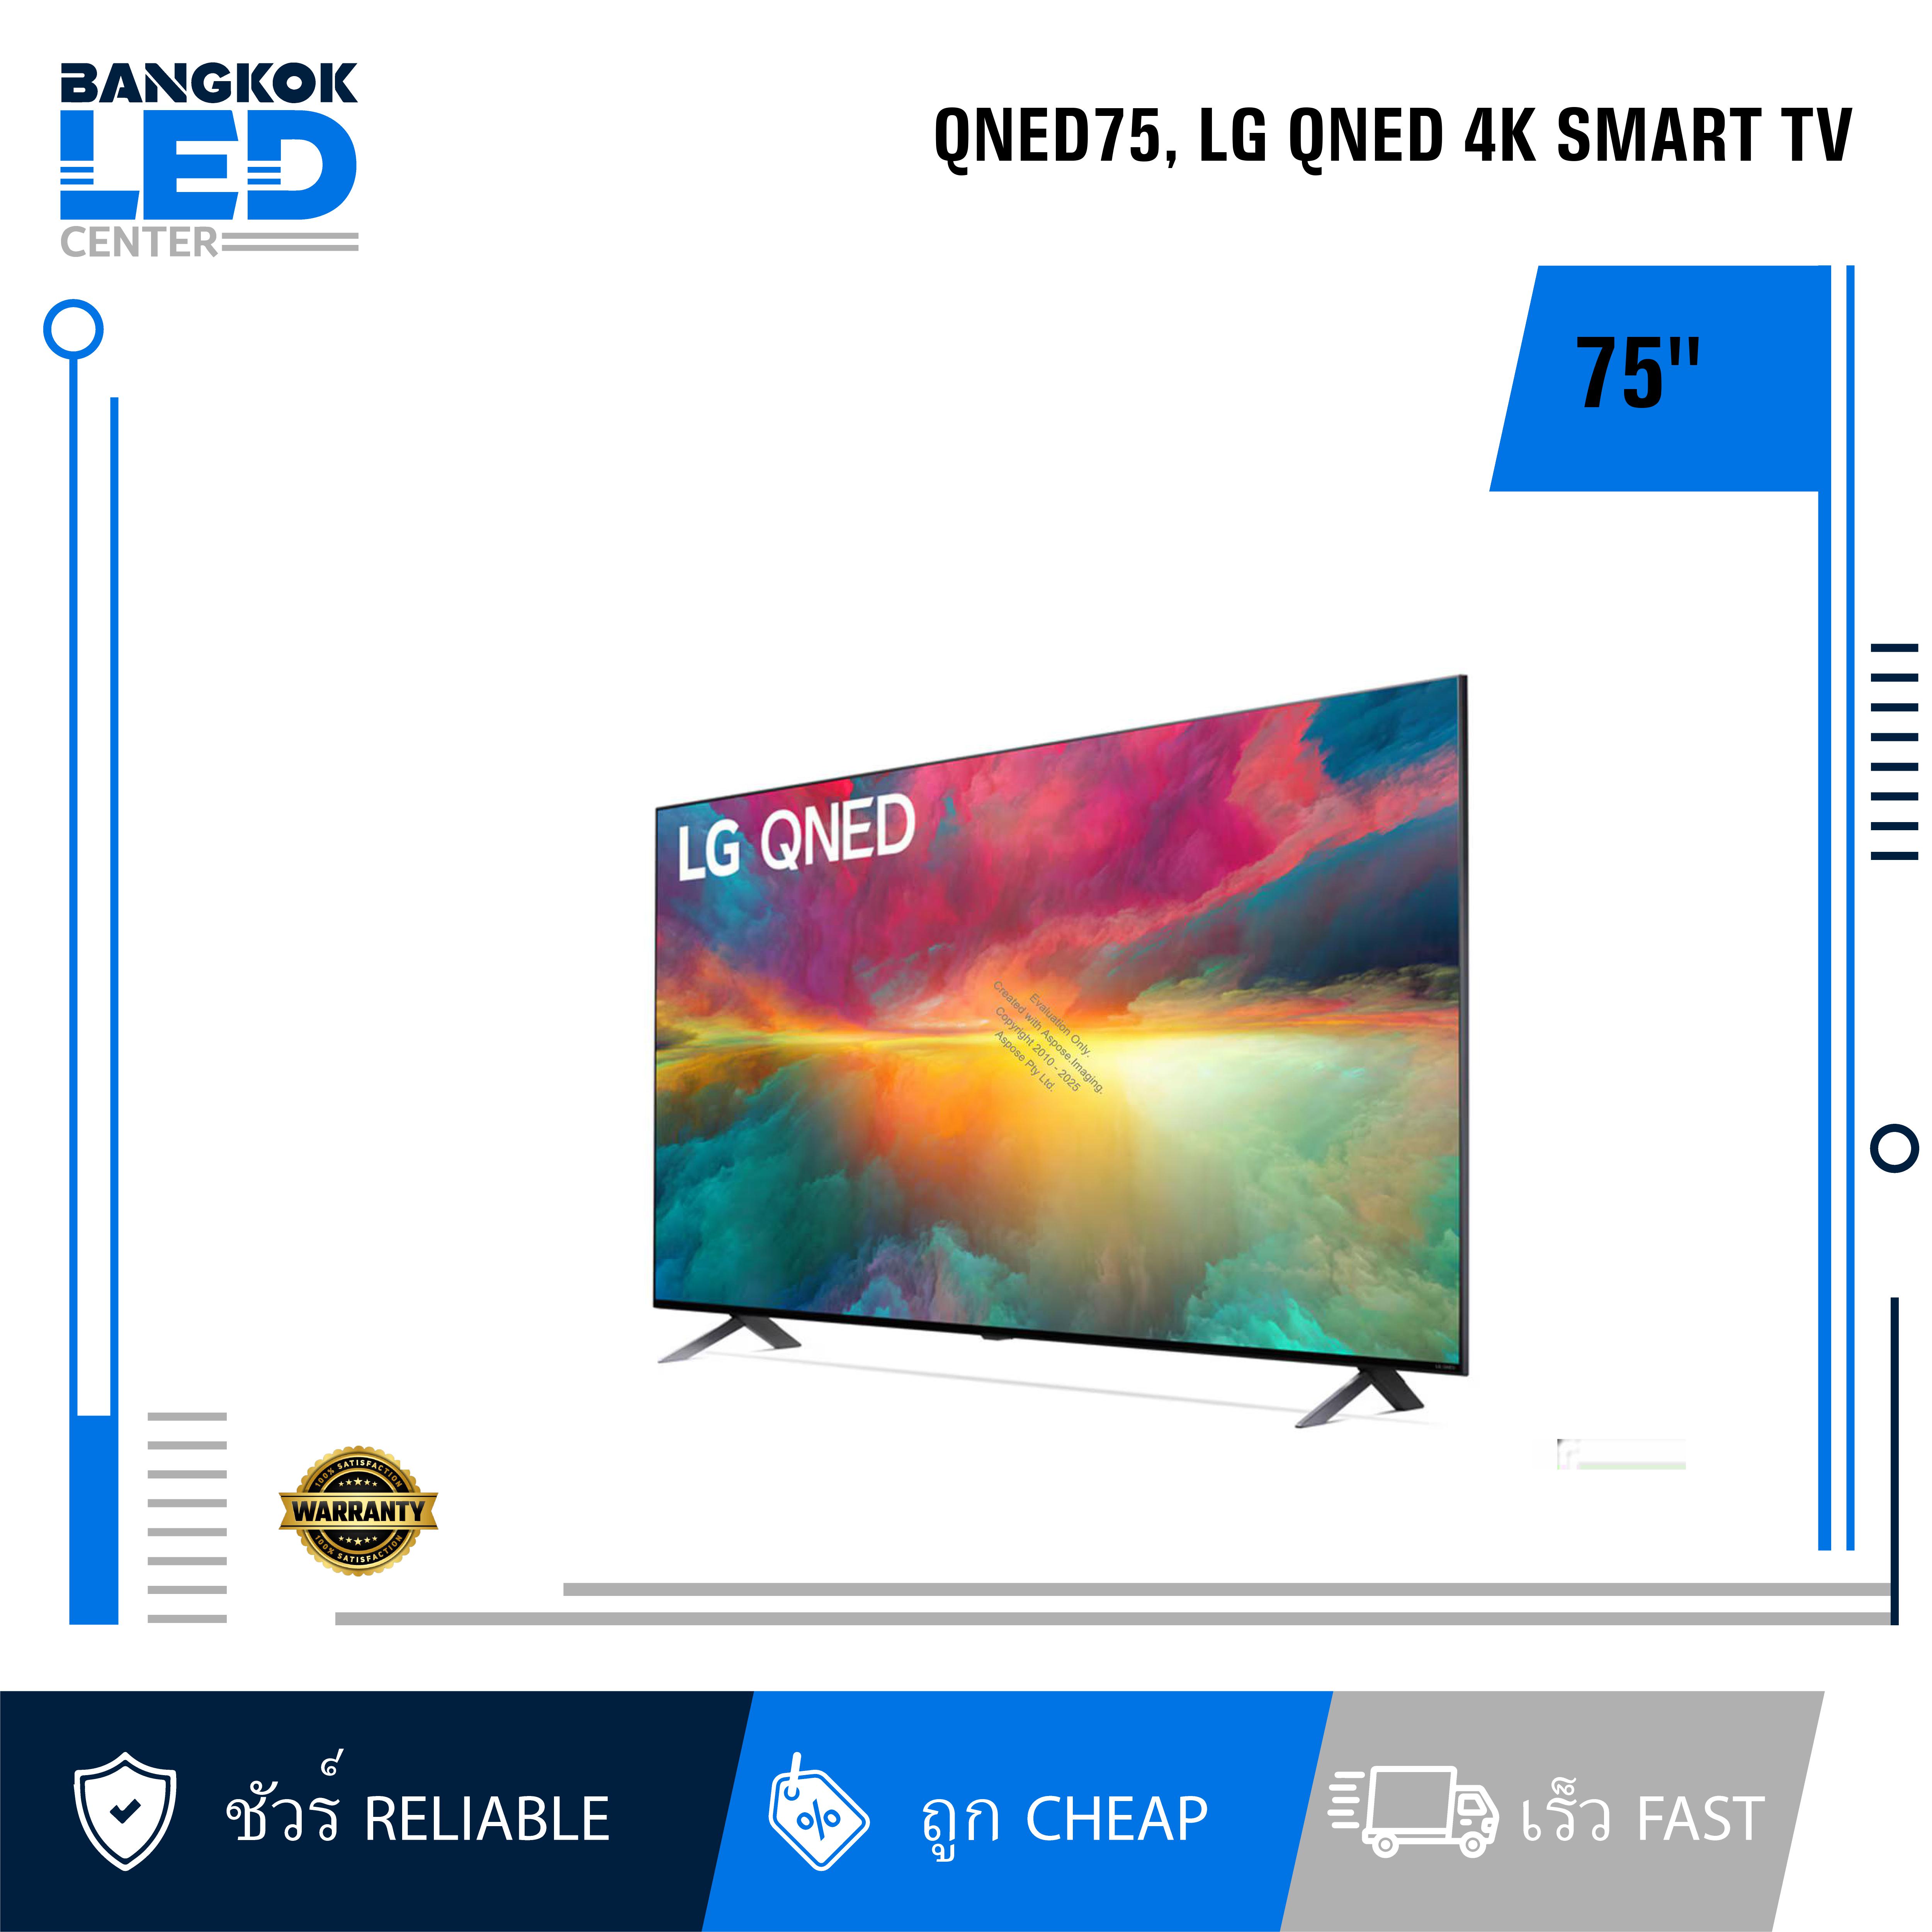 BANGKOK
LED
CENTER
QNED75, LG QNED 4K SMART TV
75"
LG QNED
Evaluation Only.
Created with Aspose.Imaging.
Copyright 2010 - 2025
Aspose Pty Ltd.
100% SATISFACTION
WARRANTY
100% SATISFACTION
ชัวร์ RELIABLE
% ถูก CHEAP
เร็ว FAST